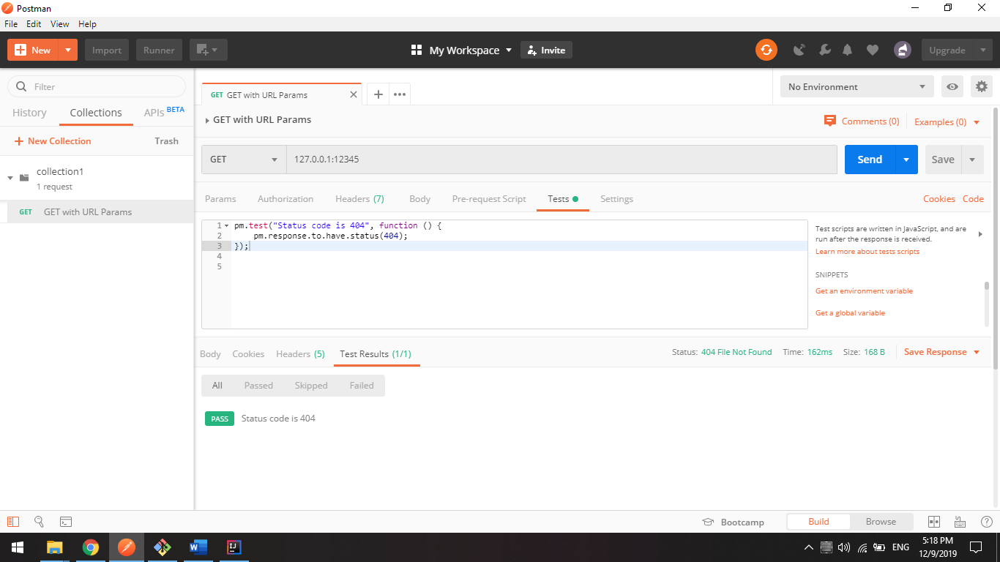 Postman
File Edit View Help
New Import Runner My Workspace Invite Upgrade
Filter
History Collections APIs BETA
New Collection Trash
collection1
1 request
GET GET with URL Params
GET GET with URL Params
No Environment
GET with URL Params
Comments (0) Examples (0)
GET 127.0.0.1:12345 Send Save
Params Authorization Headers (7) Body Pre-request Script Tests Settings Cookies Code
1 pm.test("Status code is 404", function () {
2 pm.response.to.have.status(404);
3 });
4
5
Test scripts are written in JavaScript, and are
run after the response is received.
Learn more about tests scripts
SNIPPETS
Get an environment variable
Get a global variable
Body Cookies Headers (5) Test Results (1/1) Status: 404 File Not Found Time: 162ms Size: 168 B Save Response
All Passed Skipped Failed
PASS Status code is 404
Bootcamp Build Browse
ENG
5:18 PM
12/9/2019